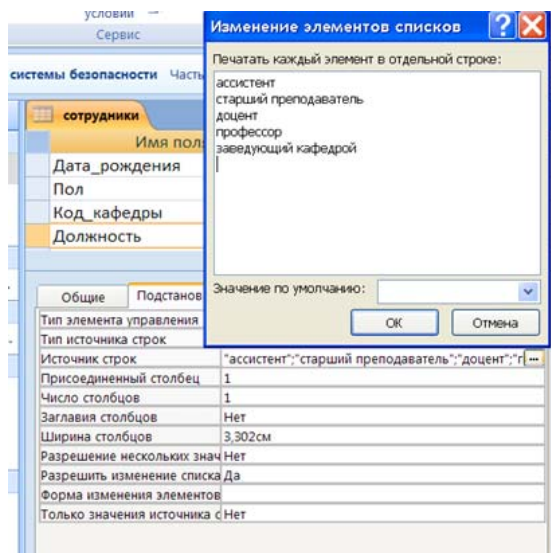 условий
Сервис
системы безопасности Часть
Изменение элементов списков
Печатать каждый элемент в отдельной строке:
ассистент
старший преподаватель
доцент
профессор
заведующий кафедрой
Значение по умолчанию:
ОК Отмена
сотрудники
Имя пол
Дата_рождения
Пол
Код_кафедры
Должность
Общие Подстанов
Тип элемента управления
Тип источника строк
Источник строк "ассистент";"старший преподаватель";"доцент";"г
Присоединенный столбец 1
Число столбцов 1
Заглавия столбцов Нет
Ширина столбцов 3,302см
Разрешение нескольких знач Нет
Разрешить изменение списка Да
Форма изменения элементов
Только значения источника с Нет